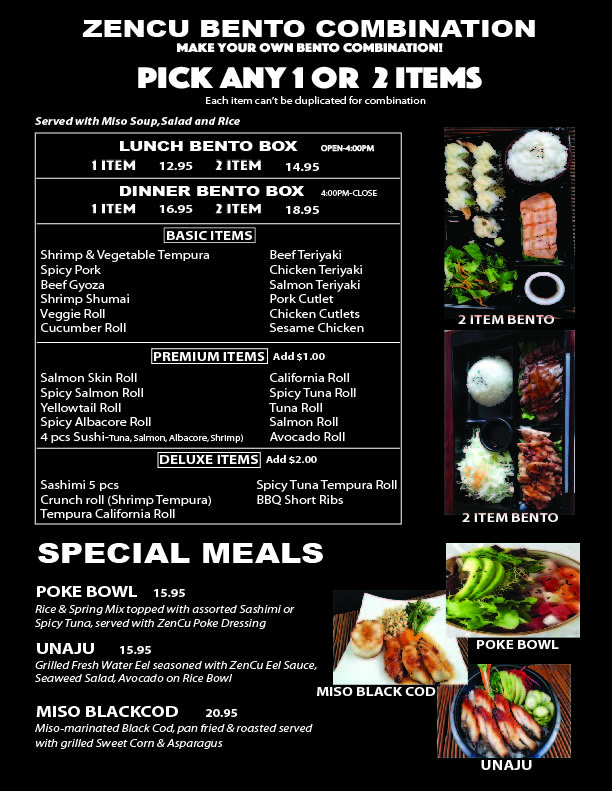 ZENCU BENTO COMBINATION
MAKE YOUR OWN BENTO COMBINATION!
PICK ANY 1 OR 2 ITEMS
Each item can't be duplicated for combination
Served with Miso Soup, Salad and Rice
LUNCH BENTO BOX OPEN-4:00PM
1 ITEM 12.95 2 ITEM 14.95
DINNER BENTO BOX 4:00PM-CLOSE
1 ITEM 16.95 2 ITEM 18.95
BASIC ITEMS
Shrimp & Vegetable Tempura
Spicy Pork
Beef Gyoza
Shrimp Shumai
Veggie Roll
Cucumber Roll
Beef Teriyaki
Chicken Teriyaki
Salmon Teriyaki
Pork Cutlet
Chicken Cutlets
Sesame Chicken
PREMIUM ITEMS Add $1.00
Salmon Skin Roll
Spicy Salmon Roll
Yellowtail Roll
Spicy Albacore Roll
4 pcs Sushi-Tuna, Salmon, Albacore, Shrimp)
California Roll
Spicy Tuna Roll
Tuna Roll
Salmon Roll
Avocado Roll
DELUXE ITEMS Add $2.00
Sashimi 5 pcs
Crunch roll (Shrimp Tempura)
Tempura California Roll
Spicy Tuna Tempura Roll
BBQ Short Ribs
2 ITEM BENTO
2 ITEM BENTO
SPECIAL MEALS
POKE BOWL 15.95
Rice & Spring Mix topped with assorted Sashimi or
Spicy Tuna, served with ZenCu Poke Dressing
UNAJU 15.95
Grilled Fresh Water Eel seasoned with ZenCu Eel Sauce,
Seaweed Salad, Avocado on Rice Bowl
MISO BLACKCOD 20.95
Miso-marinated Black Cod, pan fried & roasted served
with grilled Sweet Corn & Asparagus
POKE BOWL
MISO BLACK COD
UNAJU